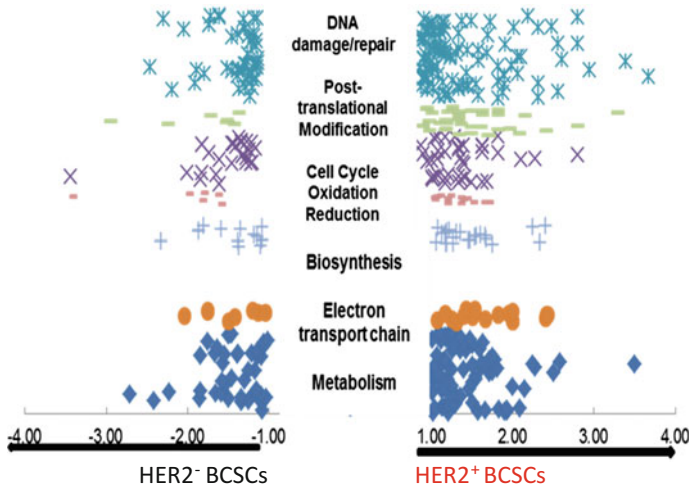 DNA
damage/repair
Post-
translational
Modification
Cell Cycle
Oxidation
Reduction
Biosynthesis
Electron
transport chain
Metabolism
-4.00 -3.00 -2.00 -1.00 1.00 2.00 3.00 4.00
HER2⁻ BCSCs HER2⁺ BCSCs